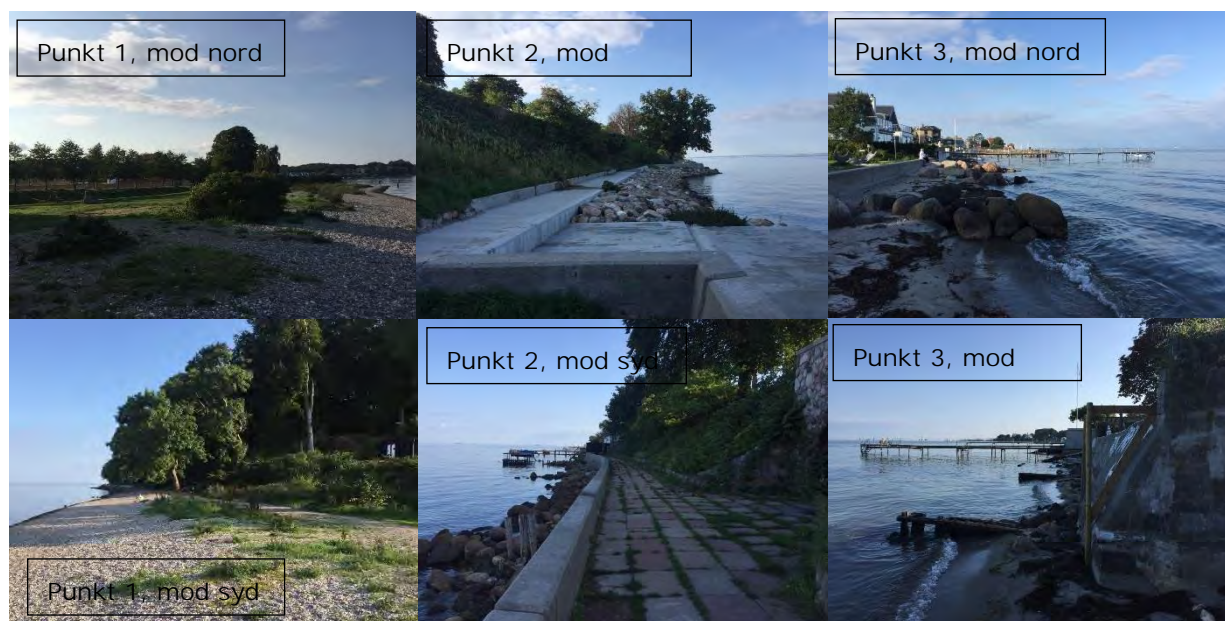 Punkt 1, mod nord
Punkt 2, mod
Punkt 3, mod nord
Punkt 1, mod syd
Punkt 2, mod syd
Punkt 3, mod